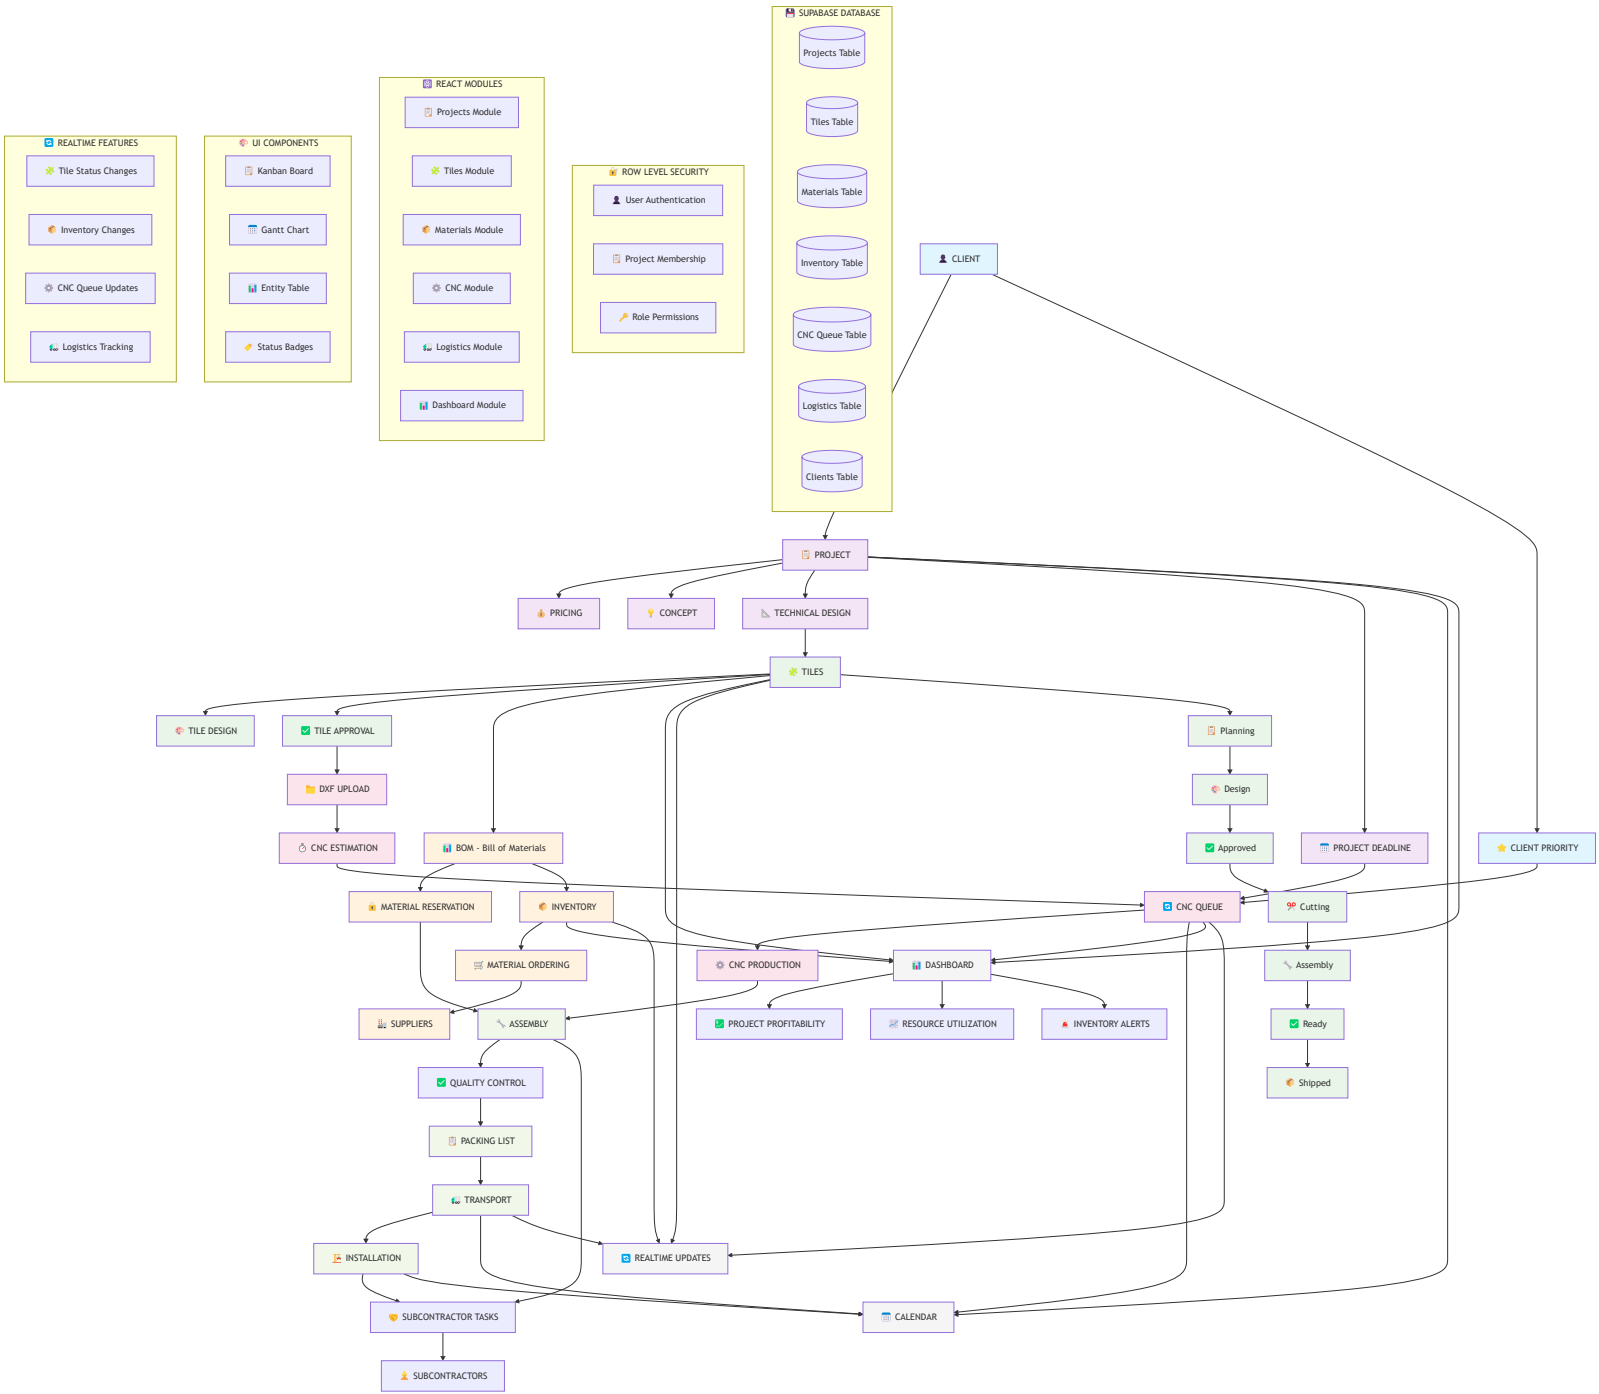 💾 SUPABASE DATABASE
Projects Table
Tiles Table
Materials Table
Inventory Table
CNC Queue Table
Logistics Table
Clients Table
⚛️ REACT MODULES
📋 Projects Module
🧩 Tiles Module
📦 Materials Module
⚙️ CNC Module
🚛 Logistics Module
📊 Dashboard Module
🔄 REALTIME FEATURES
🧩 Tile Status Changes
📦 Inventory Changes
⚙️ CNC Queue Updates
🚛 Logistics Tracking
🎨 UI COMPONENTS
📋 Kanban Board
📅 Gantt Chart
📊 Entity Table
🏷️ Status Badges
🔐 ROW LEVEL SECURITY
👤 User Authentication
📋 Project Membership
🔑 Role Permissions
👤 CLIENT
📋 PROJECT
💰 PRICING
💡 CONCEPT
📐 TECHNICAL DESIGN
🧩 TILES
🎨 TILE DESIGN
✅ TILE APPROVAL
📋 Planning
🗂️ DXF UPLOAD
🎨 Design
⏱️ CNC ESTIMATION
📊 BOM - Bill of Materials
✅ Approved
📅 PROJECT DEADLINE
⭐ CLIENT PRIORITY
🔒 MATERIAL RESERVATION
📦 INVENTORY
🔄 CNC QUEUE
✂️ Cutting
🛒 MATERIAL ORDERING
⚙️ CNC PRODUCTION
📊 DASHBOARD
🔧 Assembly
🏭 SUPPLIERS
🔧 ASSEMBLY
💹 PROJECT PROFITABILITY
📈 RESOURCE UTILIZATION
🚨 INVENTORY ALERTS
✅ Ready
✅ QUALITY CONTROL
📦 Shipped
📋 PACKING LIST
🚛 TRANSPORT
🏗️ INSTALLATION
🔄 REALTIME UPDATES
🤝 SUBCONTRACTOR TASKS
📅 CALENDAR
👷 SUBCONTRACTORS